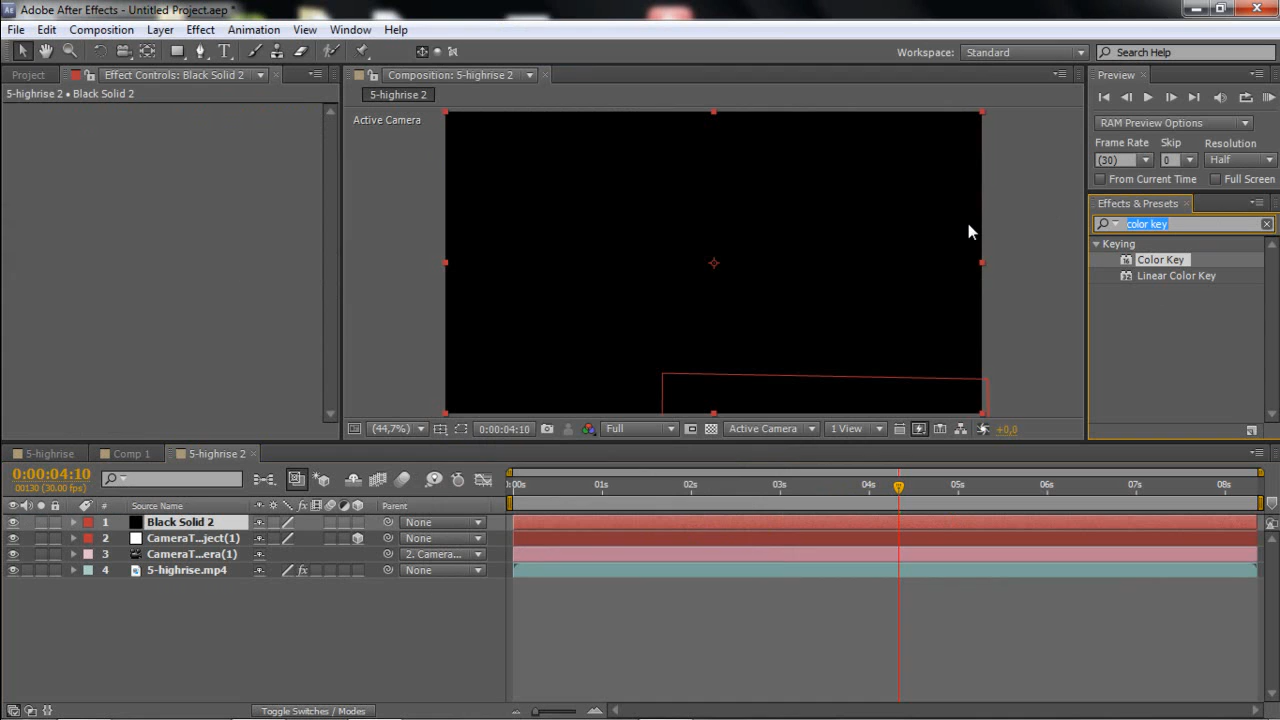 Adobe After Effects - Untitled Project.aep *
File Edit Composition Layer Effect Animation View Window Help
Workspace: Standard Search Help
Project Effect Controls: Black Solid 2 Composition: 5-highrise 2 Preview
5-highrise 2 • Black Solid 2
5-highrise 2
Active Camera
RAM Preview Options
Frame Rate Skip Resolution
(30) 0 Half
From Current Time Full Screen
Effects & Presets
color key
Keying
16 Color Key
32 Linear Color Key
(44,7%) 0:00:04:10 Full Active Camera 1 View +0,0
5-highrise Comp 1 5-highrise 2
0:00:04:10
00130 (30.00 fps)
:00s 01s 02s 03s 04s 05s 06s 07s 08s
# Source Name fx Parent
1 Black Solid 2 None
2 CameraT...ject(1) None
3 CameraT...era(1) 2. Camera...
4 5-highrise.mp4 fx None
Toggle Switches / Modes